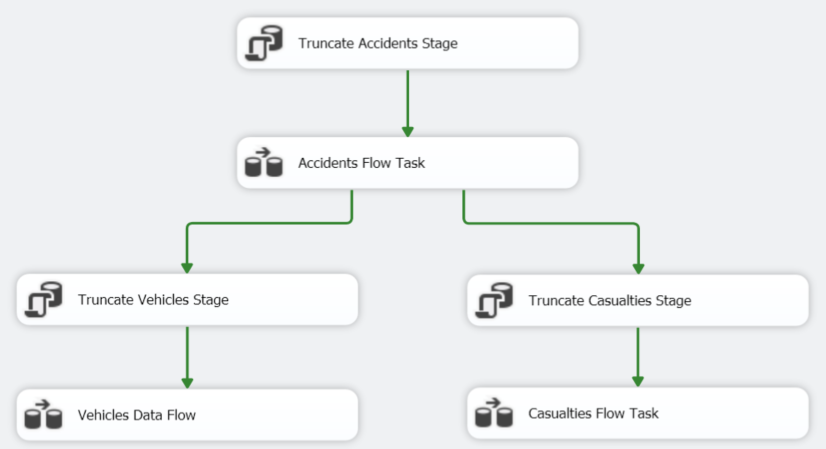 Truncate Accidents Stage
Accidents Flow Task
Truncate Vehicles Stage
Truncate Casualties Stage
Vehicles Data Flow
Casualties Flow Task